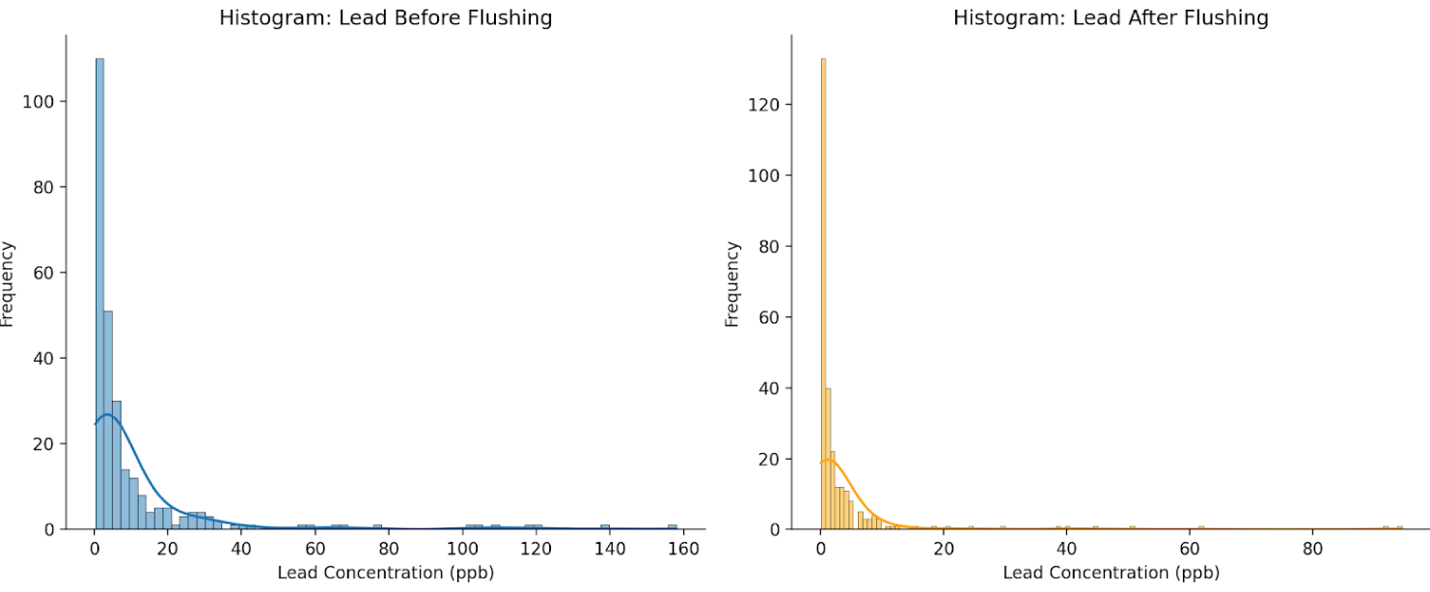 Histogram: Lead Before Flushing
Frequency
100
80
60
40
20
0
0 20 40 60 80 100 120 140 160
Lead Concentration (ppb)
Histogram: Lead After Flushing
Frequency
120
100
80
60
40
20
0
0 20 40 60 80
Lead Concentration (ppb)